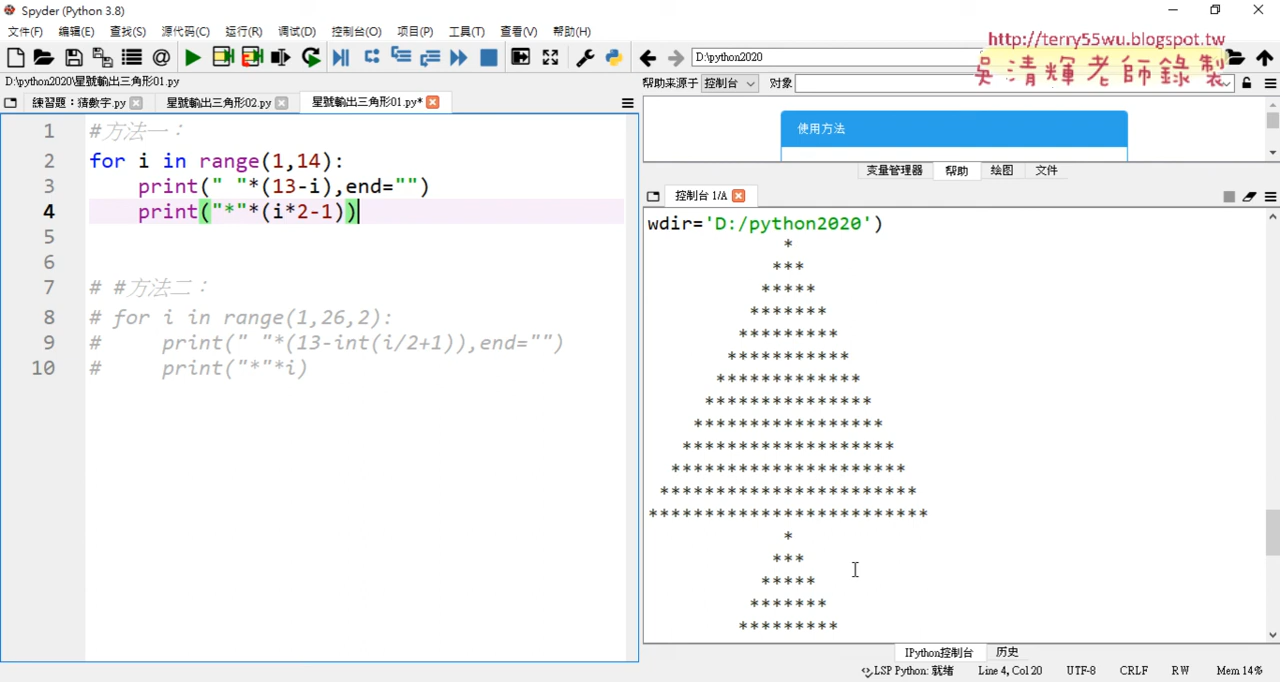 Spyder (Python 3.8)
文件(F) 编辑(E) 查找(S) 源代码(C) 运行(R) 调试(D) 控制台(O) 项目(P) 工具(T) 查看(V) 帮助(H)
D:\python2020
http://terry55wu.blogspot.tw
吳清輝老師錄製
D:\python2020\星號輸出三角形01.py
帮助来源于 控制台 对象
練習題：猜數字.py 星號輸出三角形02.py 星號輸出三角形01.py*
使用方法
变量管理器 帮助 绘图 文件
控制台 1/A
1 #方法一：
2 for i in range(1,14):
3 print(" "*(13-i),end="")
4 print("*"*(i*2-1))
5
6
7 # #方法二：
8 # for i in range(1,26,2):
9 # print(" "*(13-int(i/2+1)),end="")
10 # print("*"*i)
wdir='D:/python2020')
*
***
*****
*******
*********
***********
*************
***************
*****************
*******************
*********************
***********************
*************************
*
***
*****
*******
*********
IPython控制台 历史
LSP Python: 就绪 Line 4, Col 20 UTF-8 CRLF RW Mem 14%